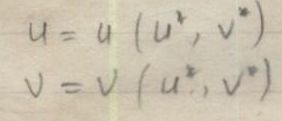 u = u (u*, v*)
v = v (u*, v*)